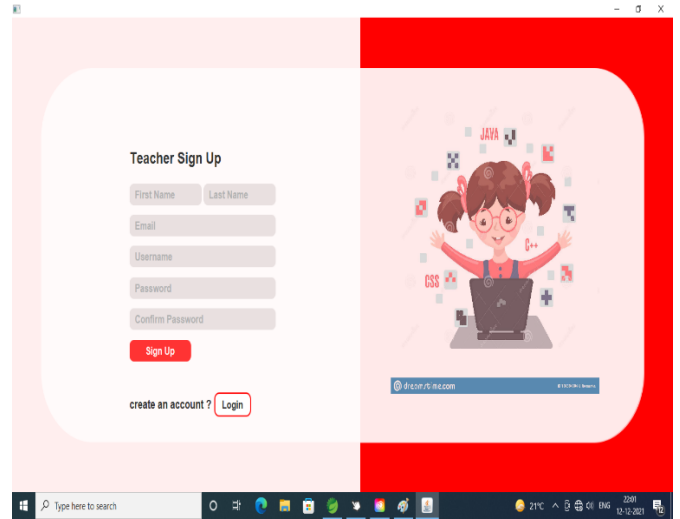 Teacher Sign Up
First Name Last Name
Email
Username
Password
Confirm Password
Sign Up
create an account ? Login
JAVA
C++
CSS
dreamstime.com
Type here to search
21°C ENG 22:01
12-12-2021